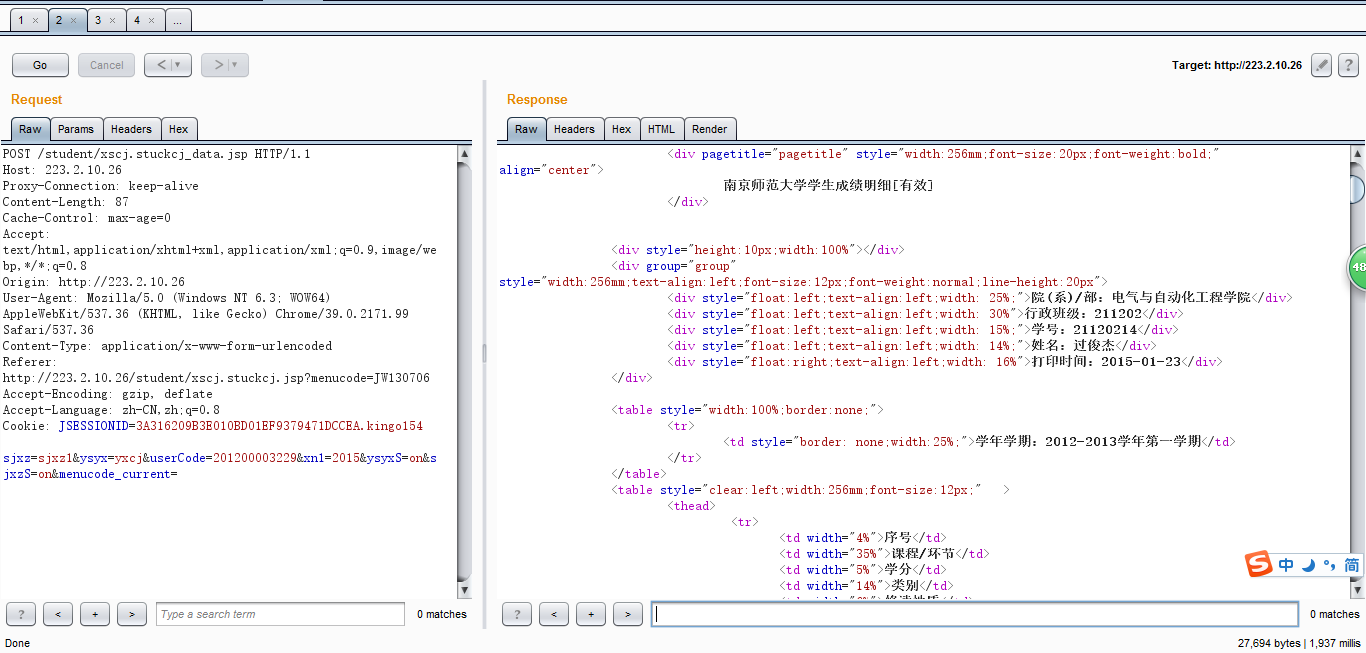 1 × 2 × 3 × 4 × ...
Go Cancel < > Target: http://223.2.10.26 ?
Request
Raw Params Headers Hex
POST /student/xscj.stuckcj_data.jsp HTTP/1.1
Host: 223.2.10.26
Proxy-Connection: keep-alive
Content-Length: 87
Cache-Control: max-age=0
Accept:
text/html,application/xhtml+xml,application/xml;q=0.9,image/we
bp,*/*;q=0.8
Origin: http://223.2.10.26
User-Agent: Mozilla/5.0 (Windows NT 6.3; WOW64)
AppleWebKit/537.36 (KHTML, like Gecko) Chrome/39.0.2171.99
Safari/537.36
Content-Type: application/x-www-form-urlencoded
Referer:
http://223.2.10.26/student/xscj.stuckcj.jsp?menucode=JW130706
Accept-Encoding: gzip, deflate
Accept-Language: zh-CN,zh;q=0.8
Cookie: JSESSIONID=3A316209B3E010BD01EF9379471DCCEA.kingo154
sjxz=sjxz1&ysyx=yxcj&userCode=201200003229&xn1=2015&ysyxS=on&s
jxzS=on&menucode_current=
? < + > Type a search term 0 matches
Response
Raw Headers Hex HTML Render
<div pagetitle="pagetitle" style="width:256mm;font-size:20px;font-weight:bold;"
align="center">
南京师范大学学生成绩明细[有效]
</div>
<div style="height:10px;width:100%"></div>
<div group="group"
style="width:256mm;text-align:left;font-size:12px;font-weight:normal;line-height:20px">
<div style="float:left;text-align:left;width: 25%;">院(系)/部：电气与自动化工程学院</div>
<div style="float:left;text-align:left;width: 30%">行政班级：211202</div>
<div style="float:left;text-align:left;width: 15%;">学号：21120214</div>
<div style="float:left;text-align:left;width: 14%;">姓名：过俊杰</div>
<div style="float:right;text-align:left;width: 16%">打印时间：2015-01-23</div>
</div>
<table style="width:100%;border:none;">
<tr>
<td style="border: none;width:25%;">学年学期：2012-2013学年第一学期</td>
</tr>
</table>
<table style="clear:left;width:256mm;font-size:12px;" >
<thead>
<tr>
<td width="4%">序号</td>
<td width="35%">课程/环节</td>
<td width="5%">学分</td>
<td width="14%">类别</td>
? < + > 0 matches
48
S 中 简
Done 27,694 bytes | 1,937 millis